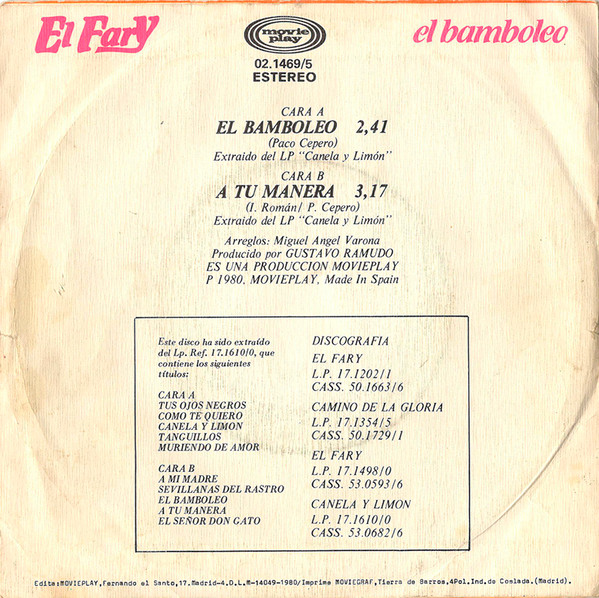 El Fary
movie
play
el bamboleo
02.1469/5
ESTEREO
CARA A
EL BAMBOLEO 2,41
(Paco Cepero)
Extraido del LP "Canela y Limón"
CARA B
A TU MANERA 3,17
(I. Román/ P. Cepero)
Extraido del LP "Canela y Limón"
Arreglos: Miguel Angel Varona
Producido por GUSTAVO RAMUDO
ES UNA PRODUCCION MOVIEPLAY
P 1980, MOVIEPLAY, Made In Spain
Este disco ha sido extraído
del Lp. Ref. 17.1610/0, que
contiene los siguientes
títulos:
CARA A
TUS OJOS NEGROS
COMO TE QUIERO
CANELA Y LIMON
TANGUILLOS
MURIENDO DE AMOR
CARA B
A MI MADRE
SEVILLANAS DEL RASTRO
EL BAMBOLEO
A TU MANERA
EL SEÑOR DON GATO
DISCOGRAFIA
EL FARY
L.P. 17.1202/1
CASS. 50.1663/6
CAMINO DE LA GLORIA
L.P. 17.1354/5
CASS. 50.1729/1
EL FARY
L.P. 17.1498/0
CASS. 53.0593/6
CANELA Y LIMON
L.P. 17.1610/0
CASS. 53.0682/6
Edita:MOVIEPLAY,Fernando el Santo,17.Madrid-4.D.L.M-14049-1980/Imprime MOVIEGRAF,Tierra de Barros,4Pol.Ind.de Coslada.(Madrid).